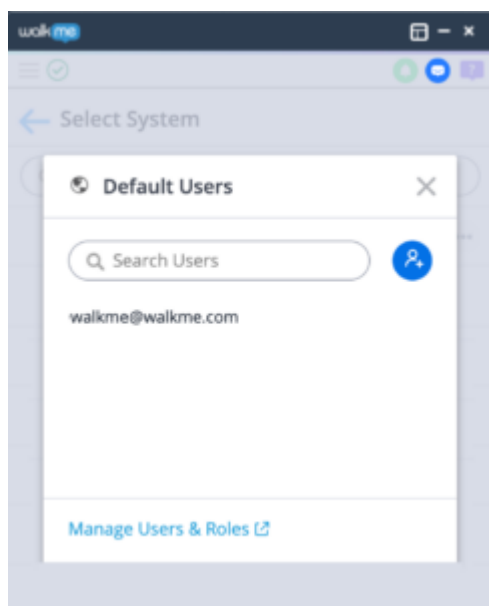 walkme
Select System
Default Users
Search Users
walkme@walkme.com
Manage Users & Roles